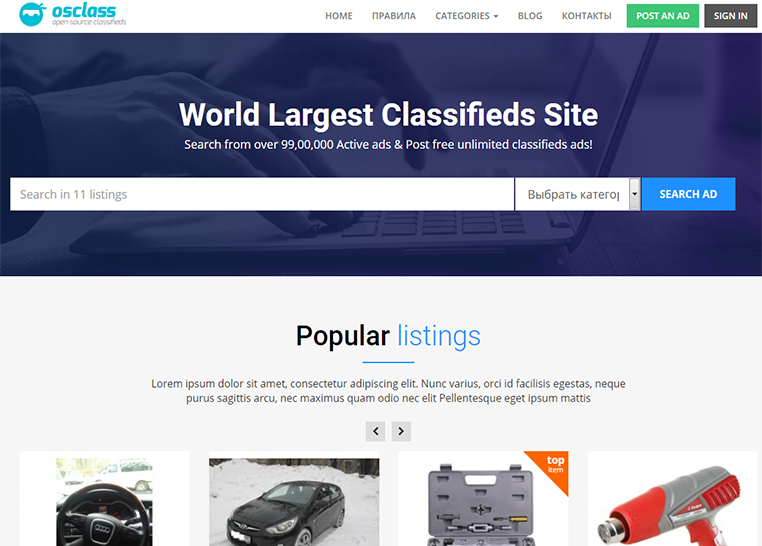 osclass
open source classifieds
HOME ПРАВИЛА CATEGORIES BLOG КОНТАКТЫ POST AN AD SIGN IN
World Largest Classifieds Site
Search from over 99,00,000 Active ads & Post free unlimited classifieds ads!
Search in 11 listings Выбрать категор SEARCH AD
Popular listings
Lorem ipsum dolor sit amet, consectetur adipiscing elit. Nunc varius, orci id facilisis egestas, neque
purus sagittis arcu, nec maximus quam odio nec elit Pellentesque eget ipsum mattis
top
item